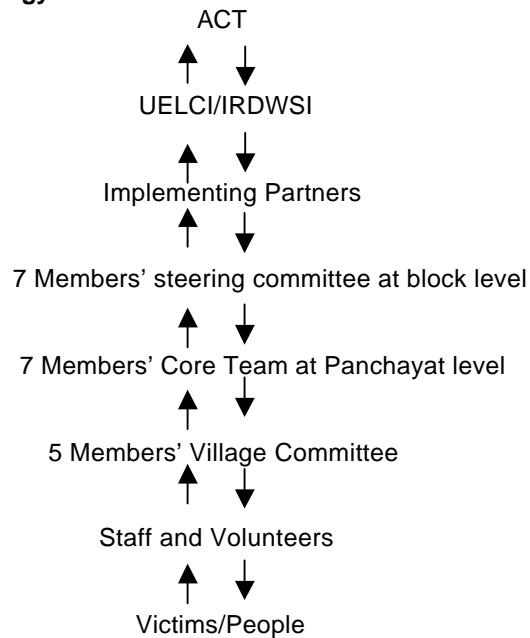 ACT
UELCI/IRDWSI
Implementing Partners
7 Members’ steering committee at block level
7 Members’ Core Team at Panchayat level
5 Members’ Village Committee
Staff and Volunteers
Victims/People